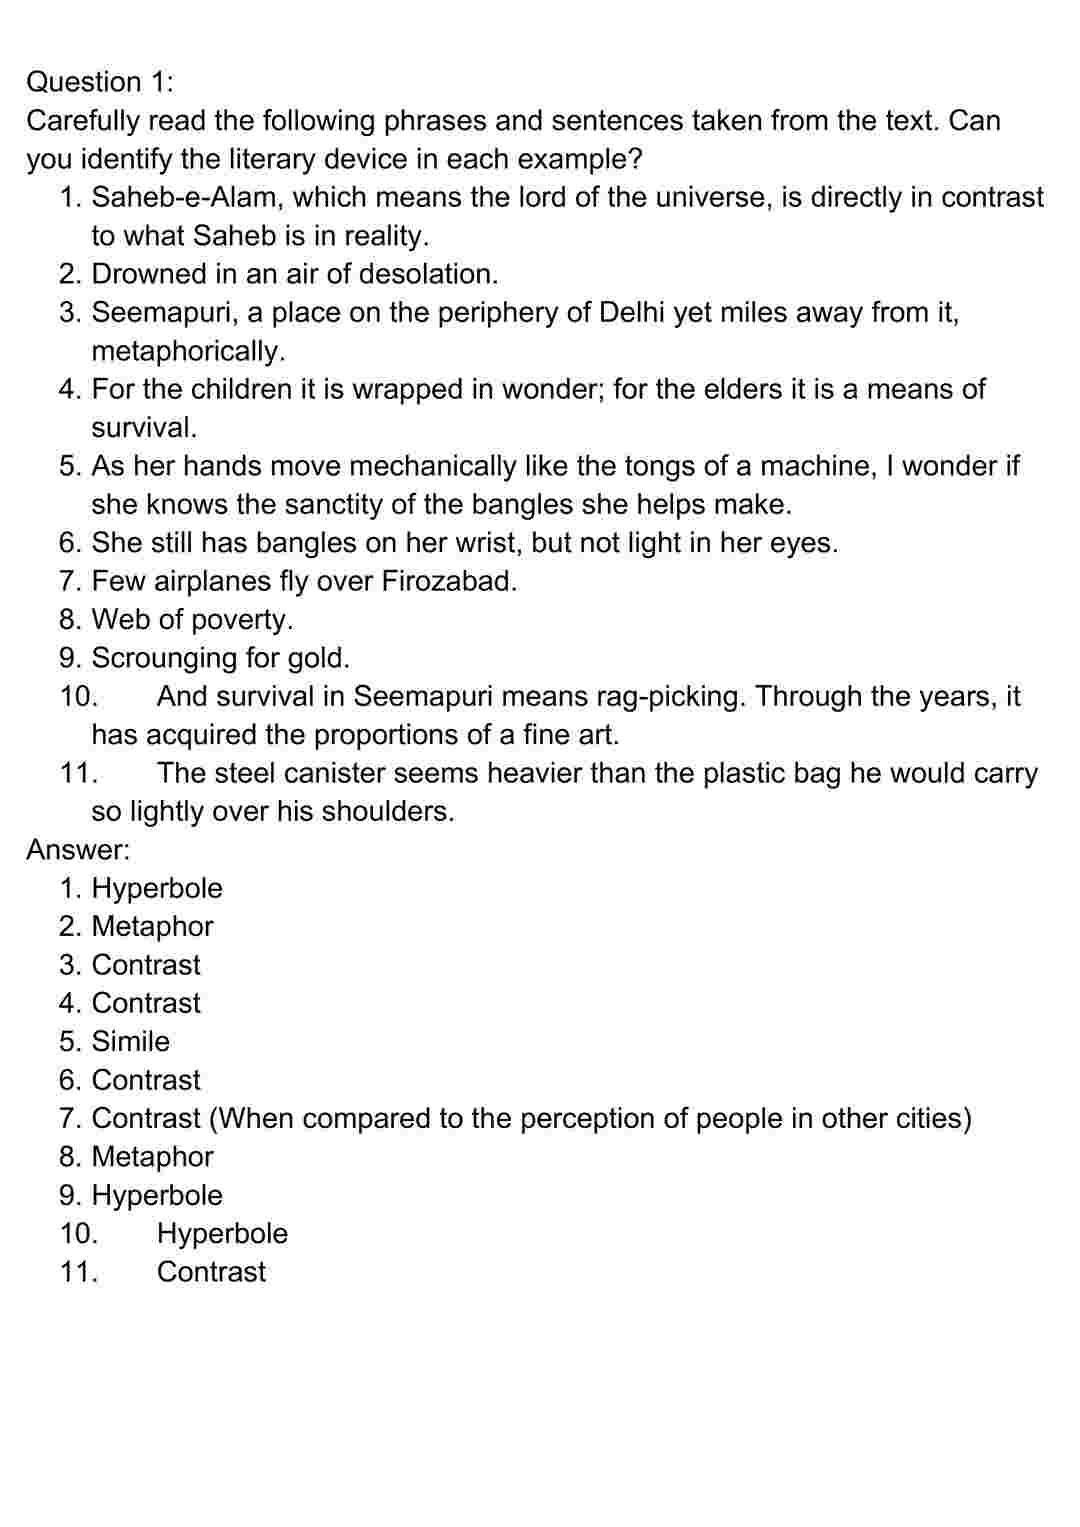 Question 1:
Carefully read the following phrases and sentences taken from the text. Can
you identify the literary device in each example?
1. Saheb-e-Alam, which means the lord of the universe, is directly in contrast
to what Saheb is in reality.
2. Drowned in an air of desolation.
3. Seemapuri, a place on the periphery of Delhi yet miles away from it,
metaphorically.
4. For the children it is wrapped in wonder; for the elders it is a means of
survival.
5. As her hands move mechanically like the tongs of a machine, I wonder if
she knows the sanctity of the bangles she helps make.
6. She still has bangles on her wrist, but not light in her eyes.
7. Few airplanes fly over Firozabad.
8. Web of poverty.
9. Scrounging for gold.
10. And survival in Seemapuri means rag-picking. Through the years, it
has acquired the proportions of a fine art.
11. The steel canister seems heavier than the plastic bag he would carry
so lightly over his shoulders.
Answer:
1. Hyperbole
2. Metaphor
3. Contrast
4. Contrast
5. Simile
6. Contrast
7. Contrast (When compared to the perception of people in other cities)
8. Metaphor
9. Hyperbole
10. Hyperbole
11. Contrast